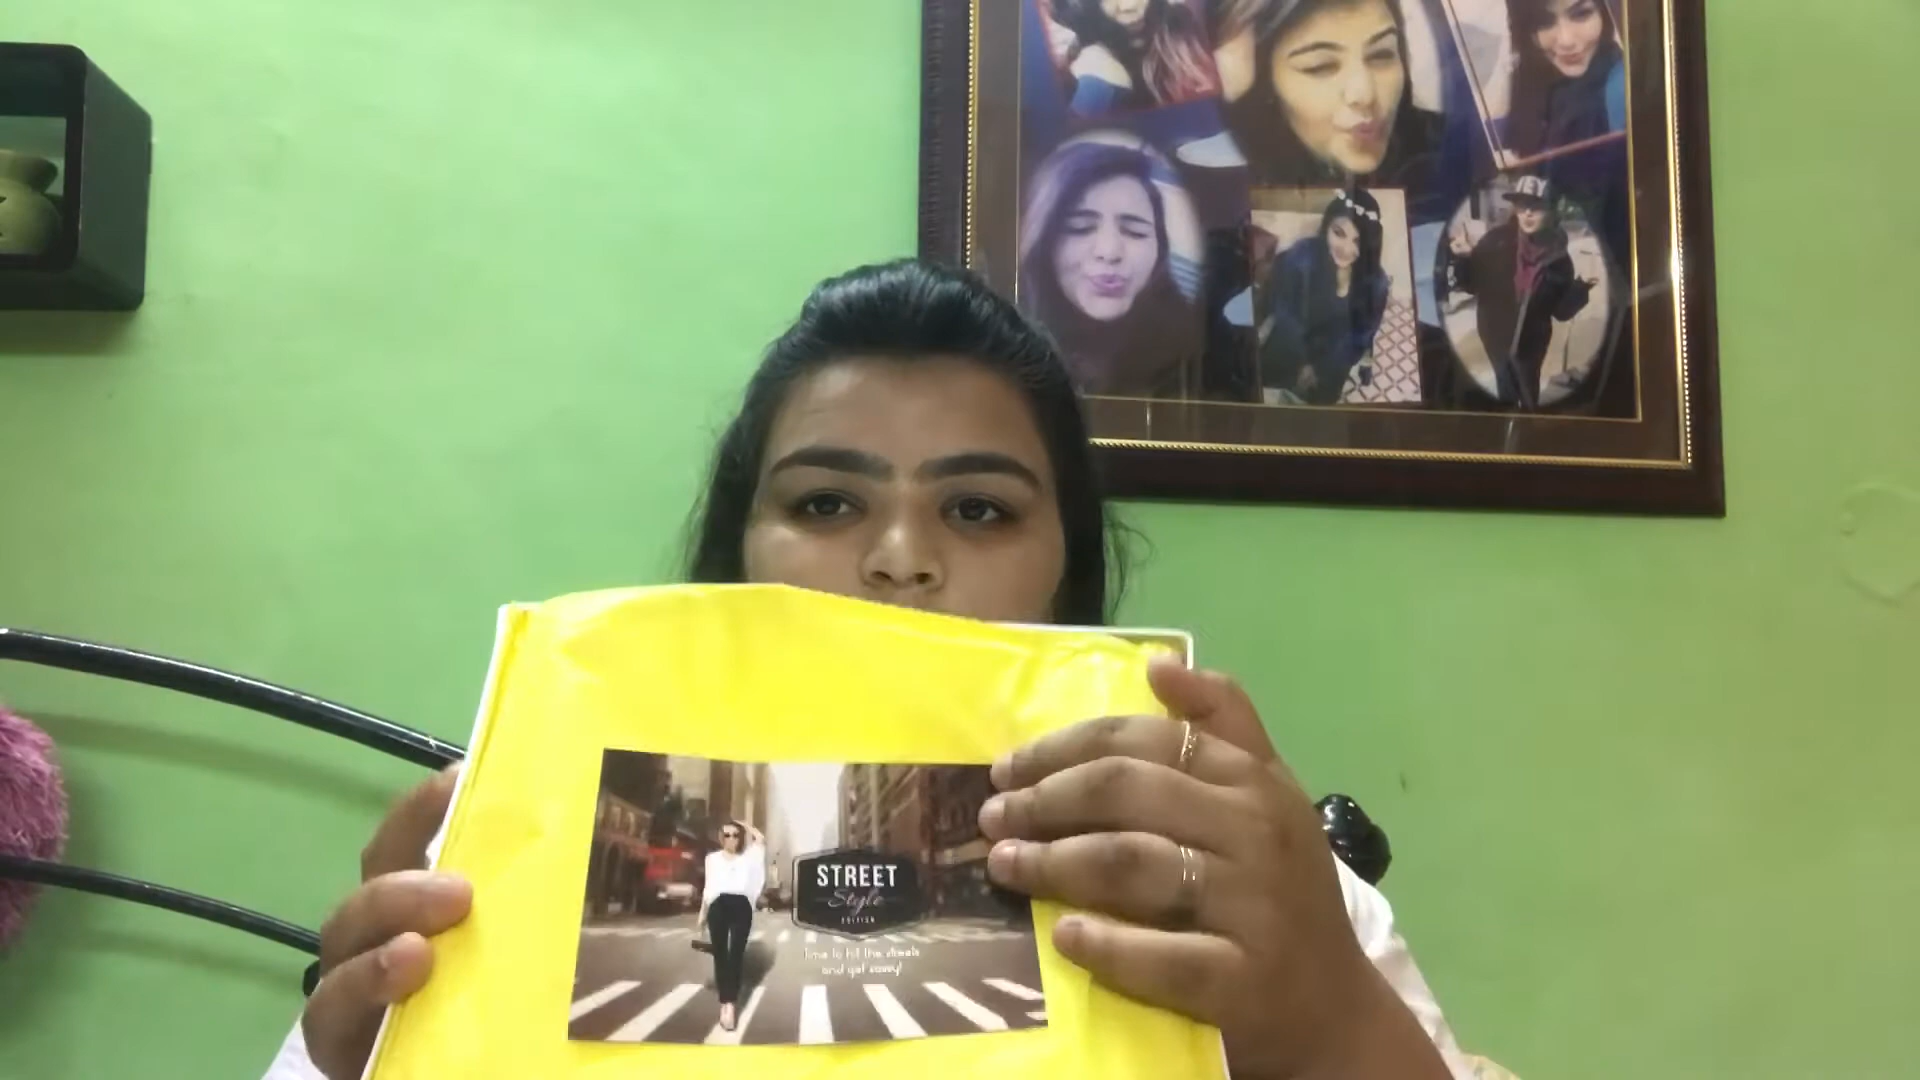 STREET
Style
EDITION
Time to hit the streets
and get sassy!